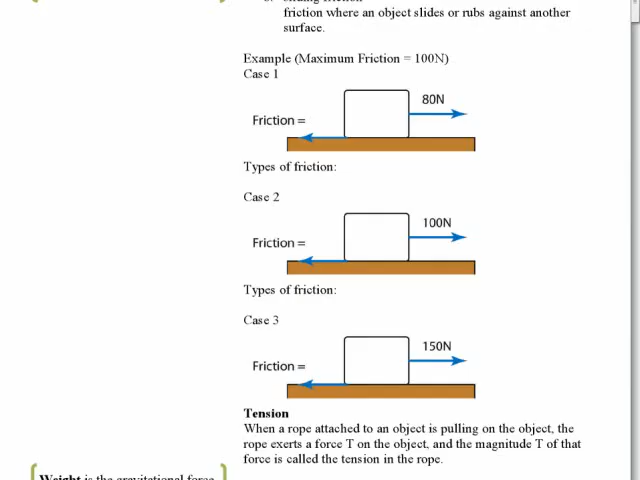 friction where an object slides or rubs against another
surface.
Example (Maximum Friction = 100N)
Case 1
80N
Friction =
Types of friction:
Case 2
100N
Friction =
Types of friction:
Case 3
150N
Friction =
Tension
When a rope attached to an object is pulling on the object, the
rope exerts a force T on the object, and the magnitude T of that
force is called the tension in the rope.
Weight is the gravitational force